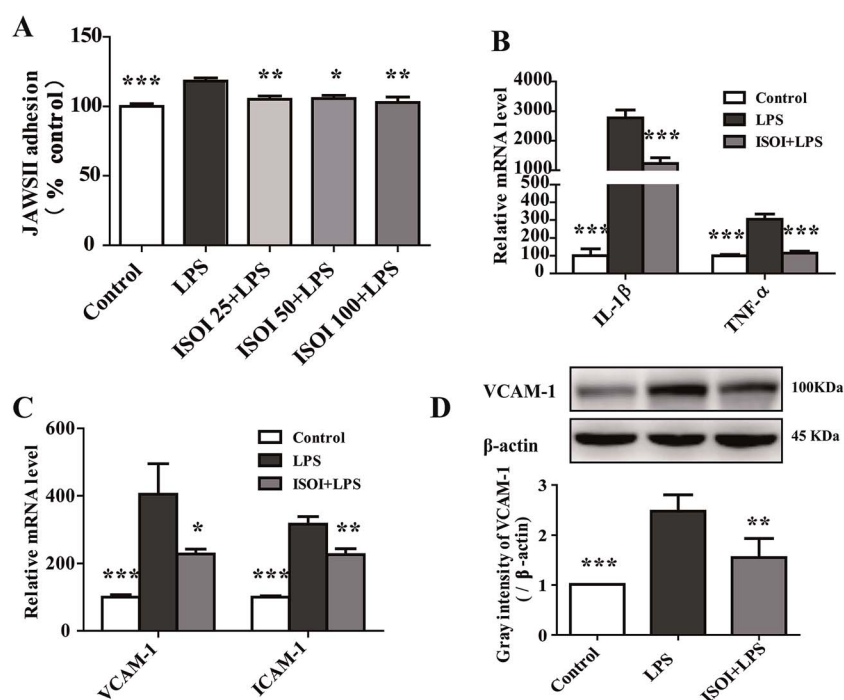 A
JAWSII adhesion
( % control)
150
100
50
0
***
**
*
**
Control
LPS
ISOI 25+LPS
ISOI 50+LPS
ISOI 100+LPS
B
Relative mRNA level
4000
3000
2000
1000
500
400
300
200
100
0
Control
LPS
ISOI+LPS
***
***
***
***
IL-1β
TNF-α
C
Relative mRNA level
600
400
200
0
Control
LPS
ISOI+LPS
***
*
***
**
VCAM-1
ICAM-1
D
VCAM-1
100KDa
β-actin
45 KDa
Gray intensity of VCAM-1
( / β -actin)
3
2
1
0
***
**
Control
LPS
ISOI+LPS